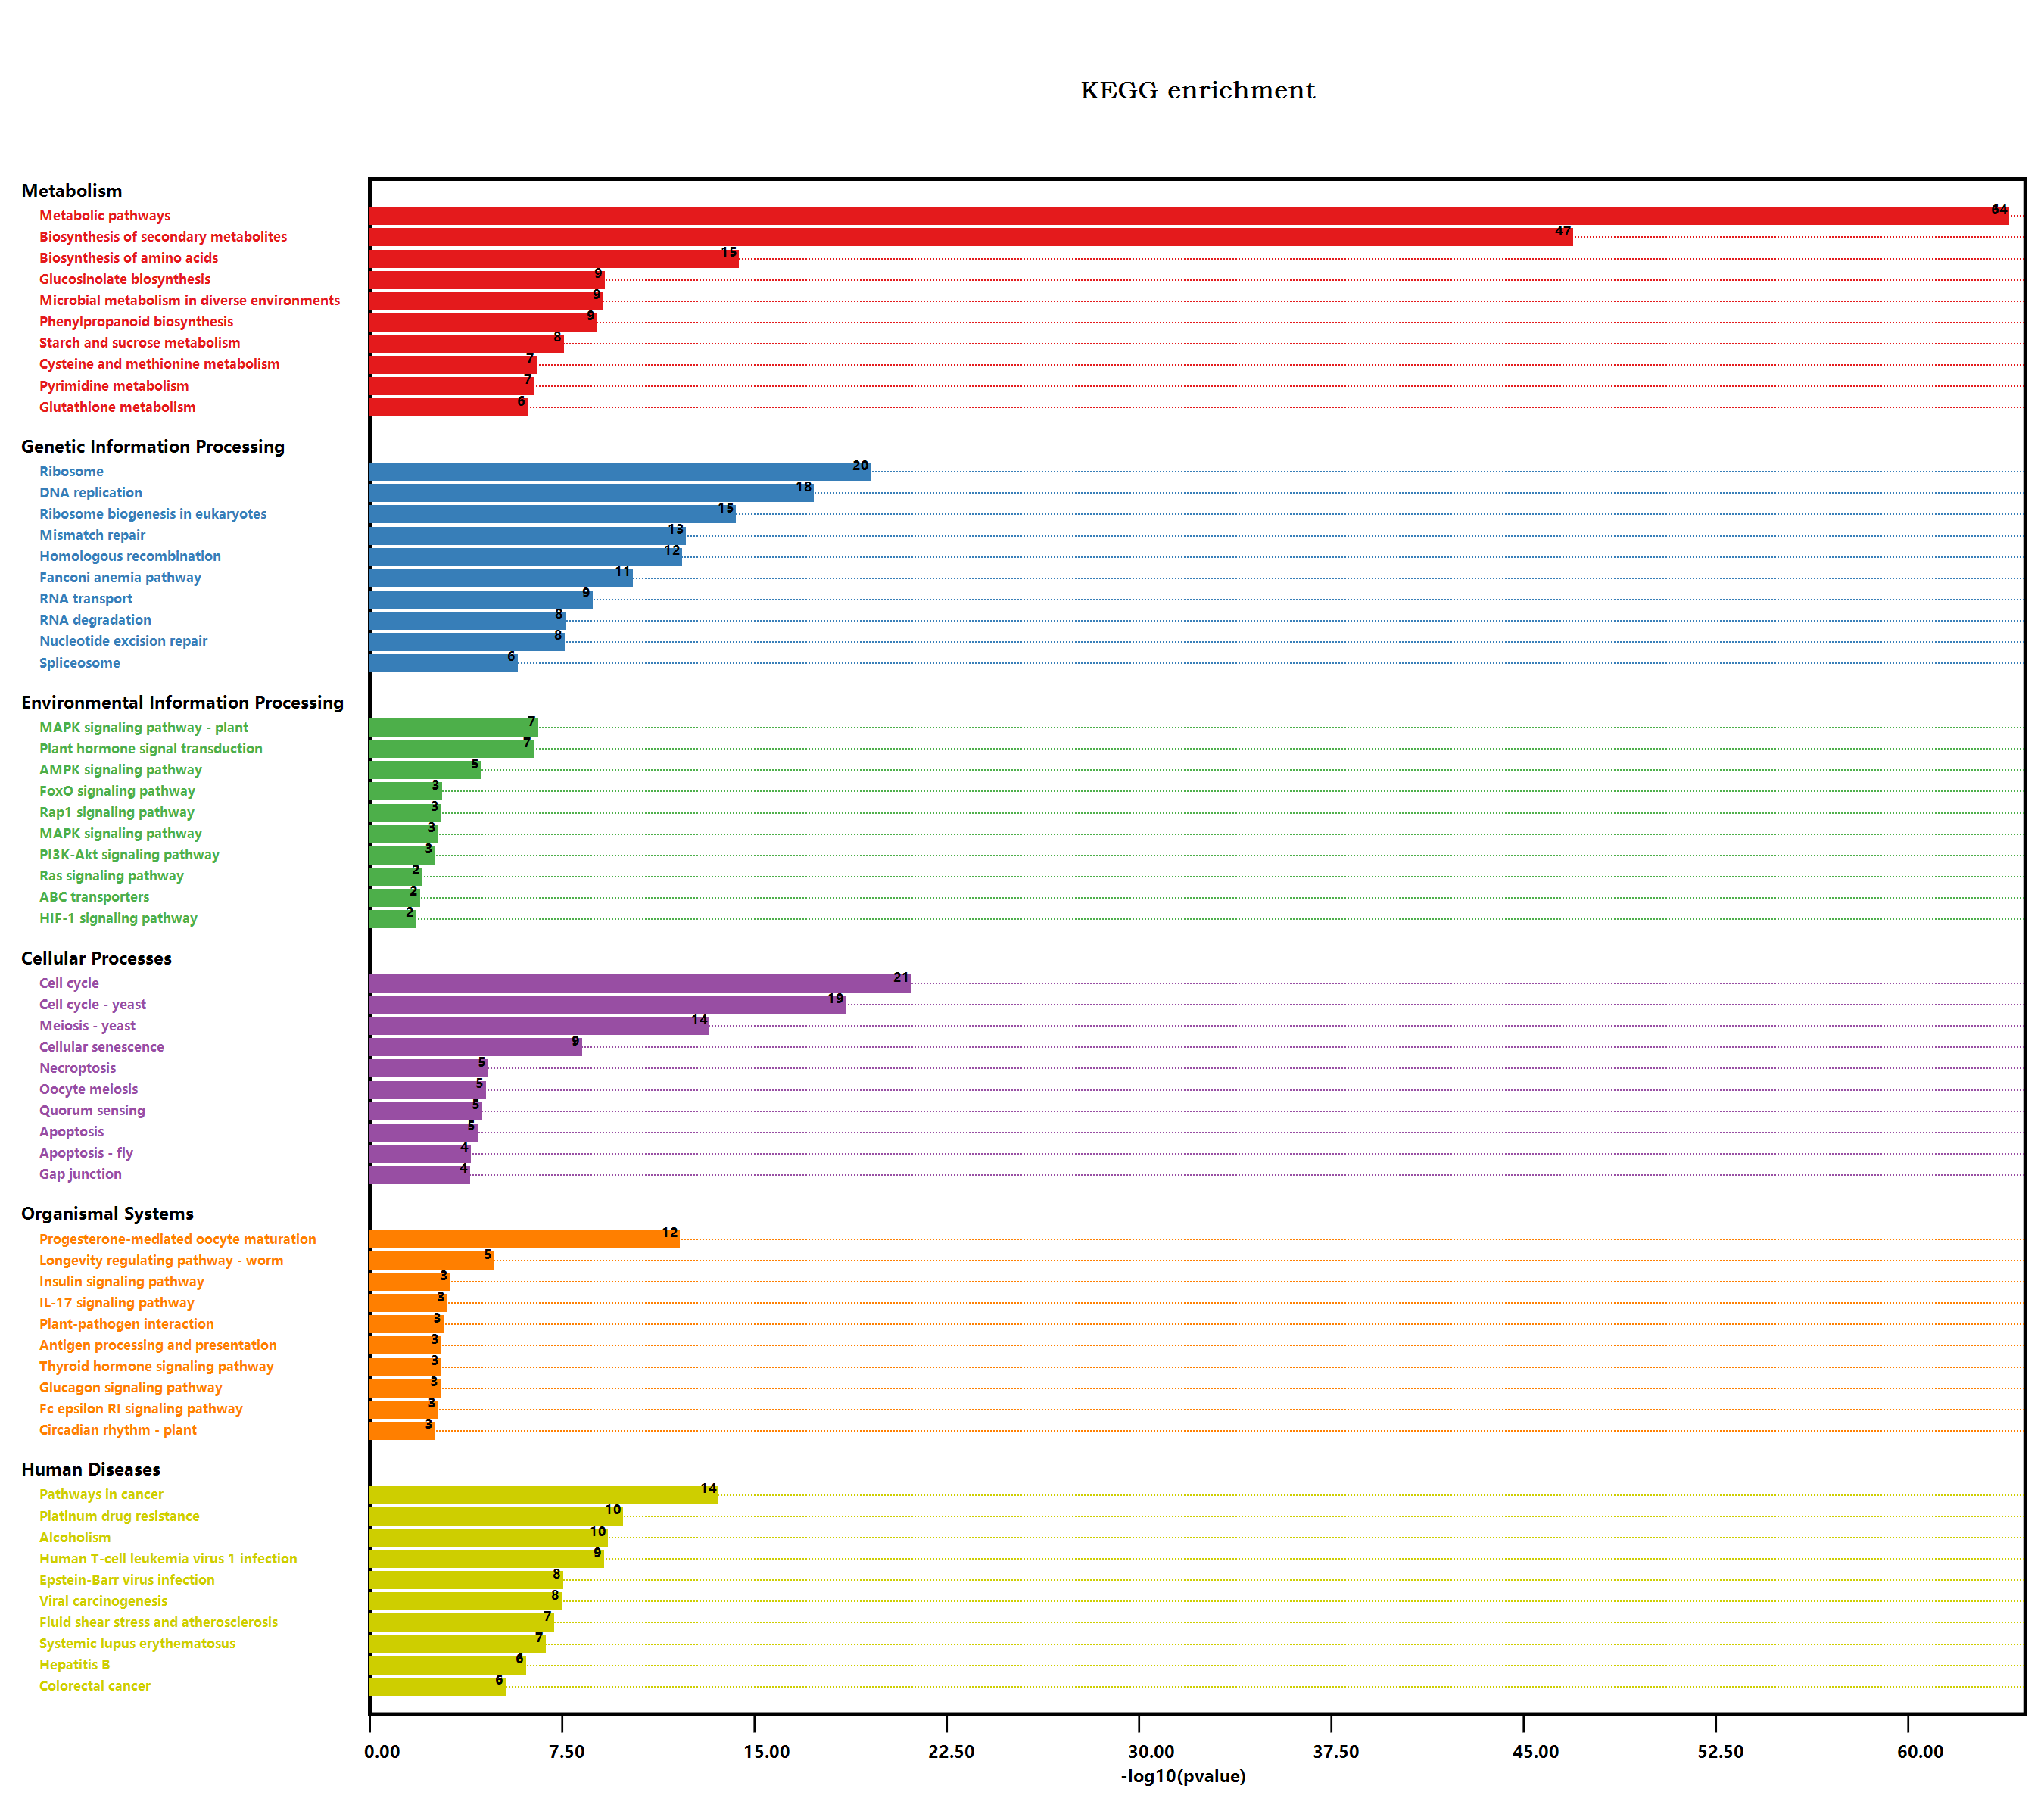 KEGG enrichment
Metabolism
Metabolic pathways 64
Biosynthesis of secondary metabolites 47
Biosynthesis of amino acids 15
Glucosinolate biosynthesis 9
Microbial metabolism in diverse environments 9
Phenylpropanoid biosynthesis 9
Starch and sucrose metabolism 8
Cysteine and methionine metabolism 7
Pyrimidine metabolism 7
Glutathione metabolism 6
Genetic Information Processing
Ribosome 20
DNA replication 18
Ribosome biogenesis in eukaryotes 15
Mismatch repair 13
Homologous recombination 12
Fanconi anemia pathway 11
RNA transport 9
RNA degradation 8
Nucleotide excision repair 8
Spliceosome 6
Environmental Information Processing
MAPK signaling pathway - plant 7
Plant hormone signal transduction 7
AMPK signaling pathway 5
FoxO signaling pathway 3
Rap1 signaling pathway 3
MAPK signaling pathway 3
PI3K-Akt signaling pathway 3
Ras signaling pathway 2
ABC transporters 2
HIF-1 signaling pathway 2
Cellular Processes
Cell cycle 21
Cell cycle - yeast 19
Meiosis - yeast 14
Cellular senescence 9
Necroptosis 5
Oocyte meiosis 5
Quorum sensing 5
Apoptosis 5
Apoptosis - fly 4
Gap junction 4
Organismal Systems
Progesterone-mediated oocyte maturation 12
Longevity regulating pathway - worm 5
Insulin signaling pathway 3
IL-17 signaling pathway 3
Plant-pathogen interaction 3
Antigen processing and presentation 3
Thyroid hormone signaling pathway 3
Glucagon signaling pathway 3
Fc epsilon RI signaling pathway 3
Circadian rhythm - plant 3
Human Diseases
Pathways in cancer 14
Platinum drug resistance 10
Alcoholism 10
Human T-cell leukemia virus 1 infection 9
Epstein-Barr virus infection 8
Viral carcinogenesis 8
Fluid shear stress and atherosclerosis 7
Systemic lupus erythematosus 7
Hepatitis B 6
Colorectal cancer 6
0.00 7.50 15.00 22.50 30.00 37.50 45.00 52.50 60.00
-log10(pvalue)